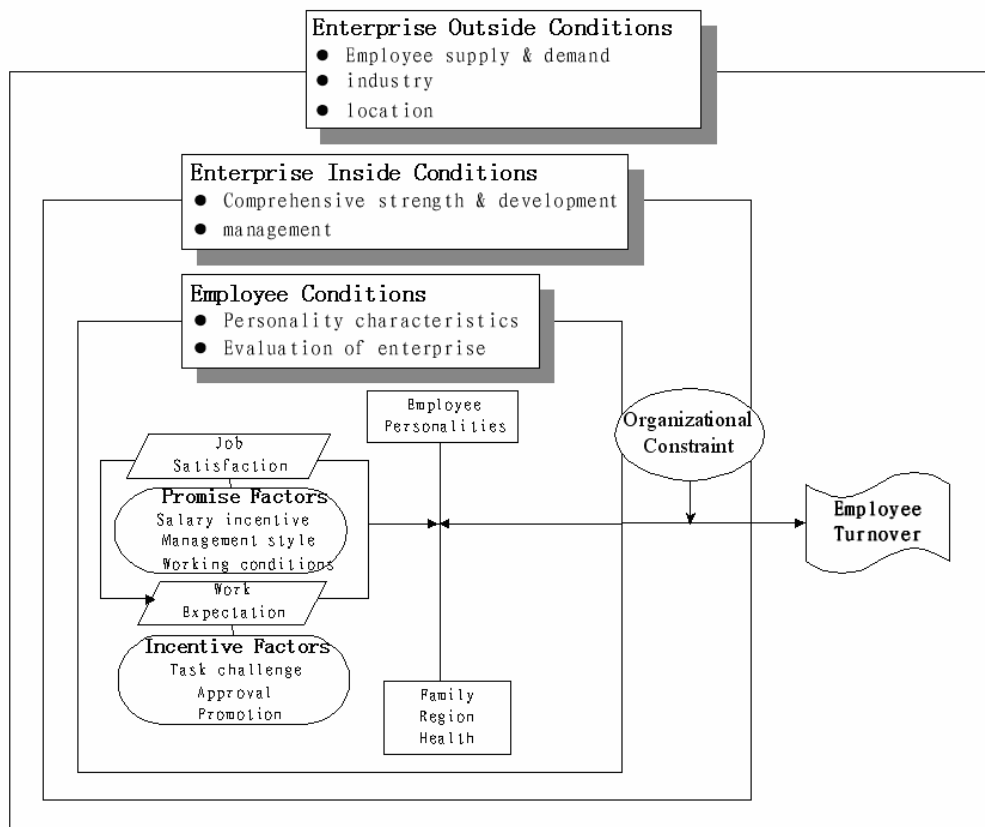 Enterprise Outside Conditions
● Employee supply & demand
● industry
● location
Enterprise Inside Conditions
● Comprehensive strength & development
● management
Employee Conditions
● Personality characteristics
● Evaluation of enterprise
Employee
Personalities
Organizational
Constraint
Job
Satisfaction
Promise Factors
Salary incentive
Management style
Working conditions
Employee
Turnover
Work
Expectation
Incentive Factors
Task challenge
Approval
Promotion
Family
Region
Health